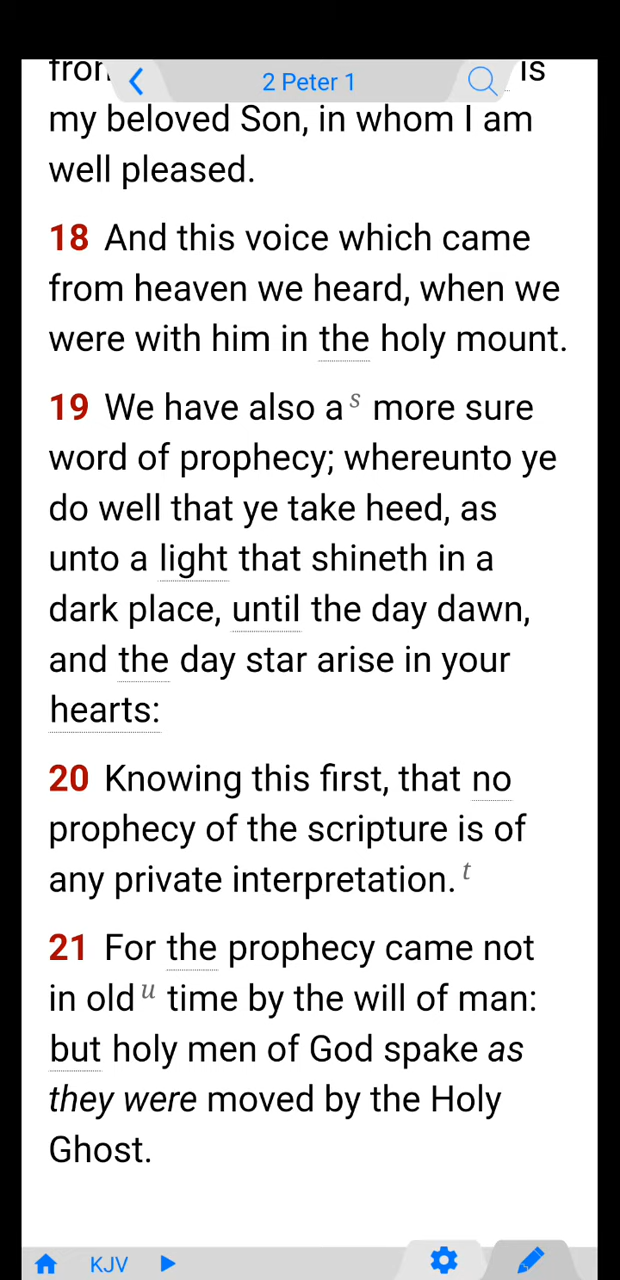 2 Peter 1
is
my beloved Son, in whom I am
well pleased.
18 And this voice which came
from heaven we heard, when we
were with him in the holy mount.
19 We have also a s more sure
word of prophecy; whereunto ye
do well that ye take heed, as
unto a light that shineth in a
dark place, until the day dawn,
and the day star arise in your
hearts:
20 Knowing this first, that no
prophecy of the scripture is of
any private interpretation. t
21 For the prophecy came not
in old u time by the will of man:
but holy men of God spake as
they were moved by the Holy
Ghost.
KJV